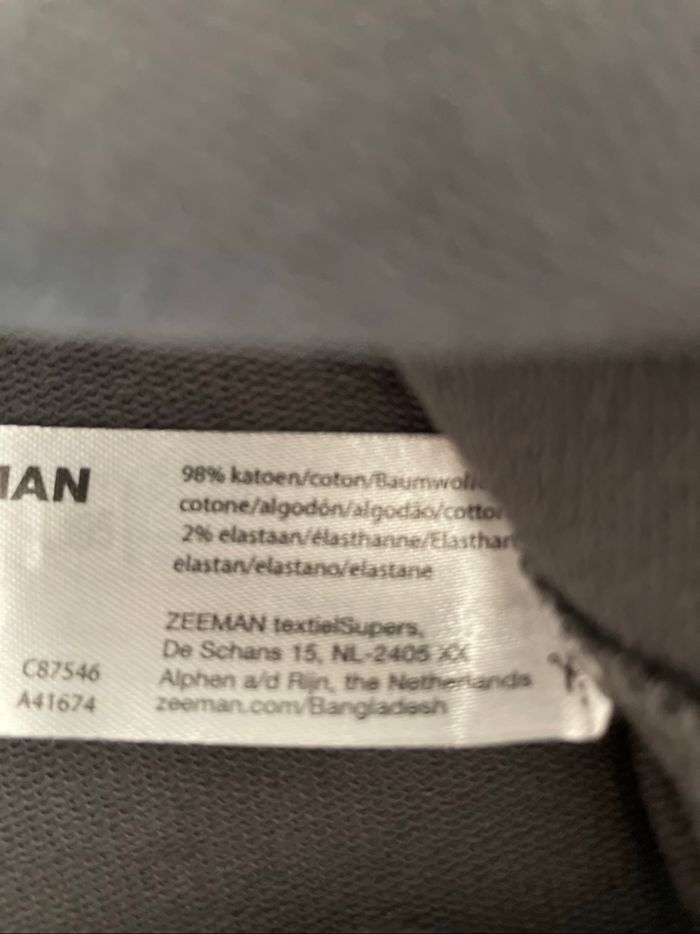 MAN
98% katoen/coton/Baumwolle
cotone/algodón/algodão/cotton
2% elastaan/élasthanne/Elasthan
elastan/elastano/elastane
ZEEMAN textielSupers,
De Schans 15, NL-2405 XX
Alphen a/d Rijn, the Netherlands
zeeman.com/Bangladesh
C87546
A41674